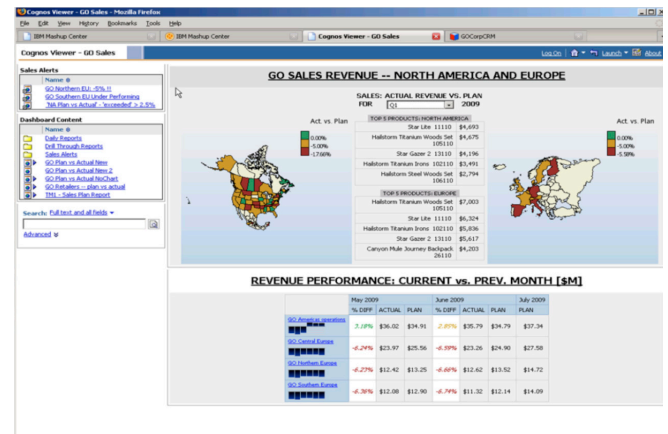 Cognos Viewer - GO Sales - Mozilla Firefox
File Edit View History Bookmarks Tools Help
IBM Mashup Center
IBM Mashup Center
Cognos Viewer - GO Sales
GOCorpCRM
Cognos Viewer - GO Sales
Log On
Launch
About
Sales Alerts
Name
GO Northern EU: -5% !!
GO Southern EU Under Performing
'NA Plan vs Actual' - 'exceeded' > 2.5%
Dashboard Content
Name
Daily Reports
Drill Through Reports
Sales Alerts
GO Plan vs Actual New
GO Plan vs Actual New 2
GO Plan vs Actual NoChart
GO Retailers -- plan vs actual
TM1 - Sales Plan Report
Search: Full text and all fields
Advanced
GO SALES REVENUE -- NORTH AMERICA AND EUROPE
SALES: ACTUAL REVENUE VS. PLAN
FOR Q1 2009
Act. vs. Plan
0.00%
-5.00%
-17.66%
TOP 5 PRODUCTS: NORTH AMERICA
Star Lite 11110 $4,693
Hailstorm Titanium Woods Set $4,675
105110
Star Gazer 2 13110 $4,196
Hailstorm Titanium Irons 102110 $3,491
Hailstorm Steel Woods Set $2,794
106110
TOP 5 PRODUCTS: EUROPE
Hailstorm Titanium Woods Set $7,003
105110
Star Lite 11110 $6,324
Hailstorm Titanium Irons 102110 $5,836
Star Gazer 2 13110 $5,617
Canyon Mule Journey Backpack $4,203
26110
Act. vs. Plan
0.00%
-5.00%
-5.58%
REVENUE PERFORMANCE: CURRENT vs. PREV. MONTH [$M]
May 2009 June 2009 July 2009
% DIFF ACTUAL PLAN % DIFF ACTUAL PLAN PLAN
GO Americas operations
3.18% $36.02 $34.91 2.85% $35.79 $34.79 $37.34
GO Central Europe
-6.24% $23.97 $25.56 -6.59% $23.26 $24.90 $27.58
GO Northern Europe
-6.23% $12.42 $13.25 -6.66% $12.62 $13.52 $14.72
GO Southern Europe
-6.38% $12.08 $12.90 -6.74% $11.32 $12.14 $14.09